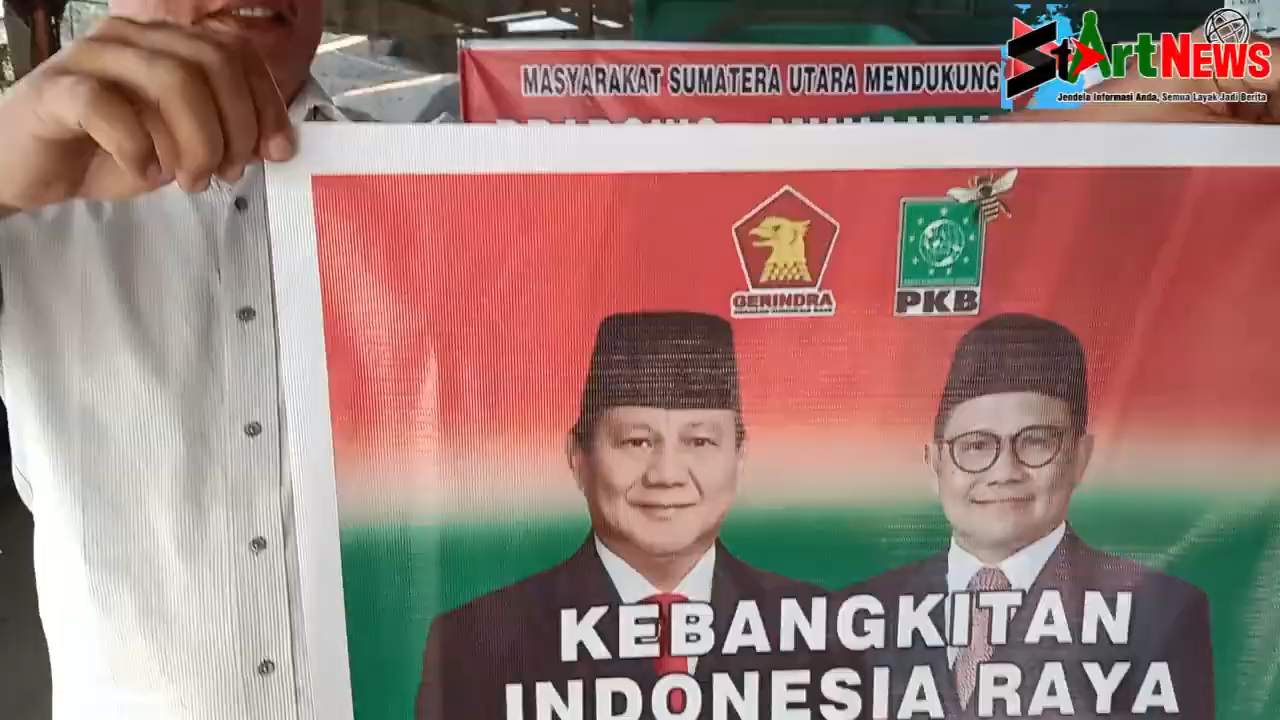 StArtNEWS
Jendela Informasi Anda, Semua Layak Jadi Berita
MASYARAKAT SUMATERA UTARA MENDUKUNG
GERINDRA
PKB
KEBANGKITAN
INDONESIA RAYA